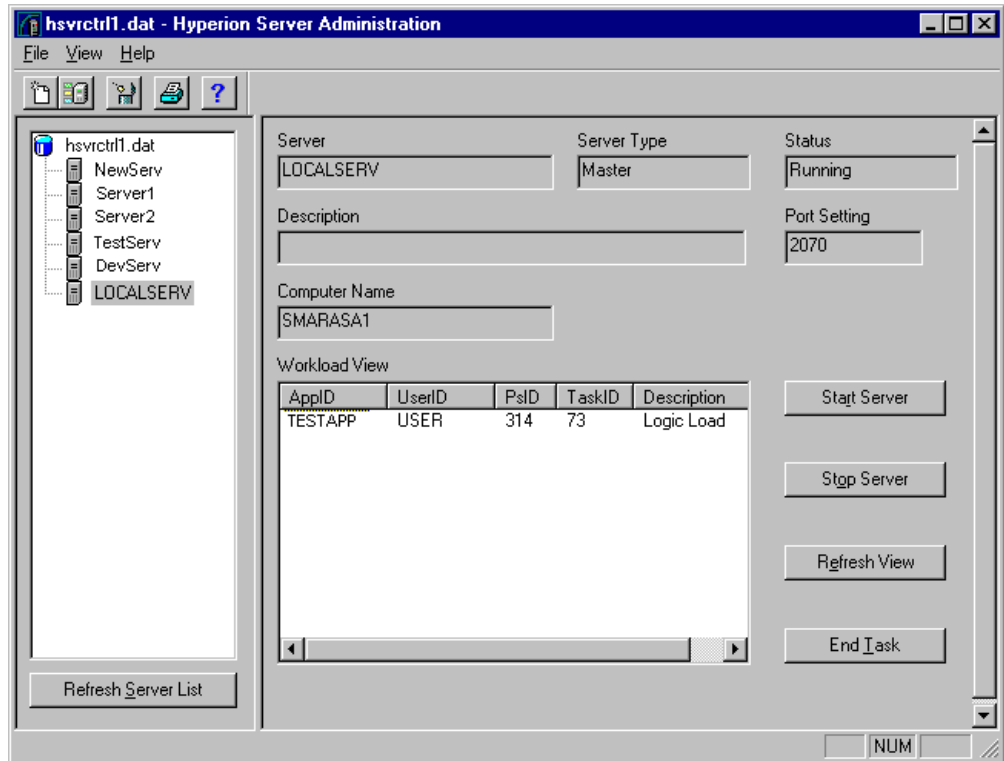 hsvrctrl1.dat - Hyperion Server Administration
File View Help
?
hsvrctrl1.dat
NewServ
Server1
Server2
TestServ
DevServ
LOCALSERV
Refresh Server List
Server Server Type Status
LOCALSERV Master Running
Description Port Setting
2070
Computer Name
SMARASA1
Workload View
AppID UserID PsID TaskID Description
TESTAPP USER 314 73 Logic Load
Start Server
Stop Server
Refresh View
End Task
NUM